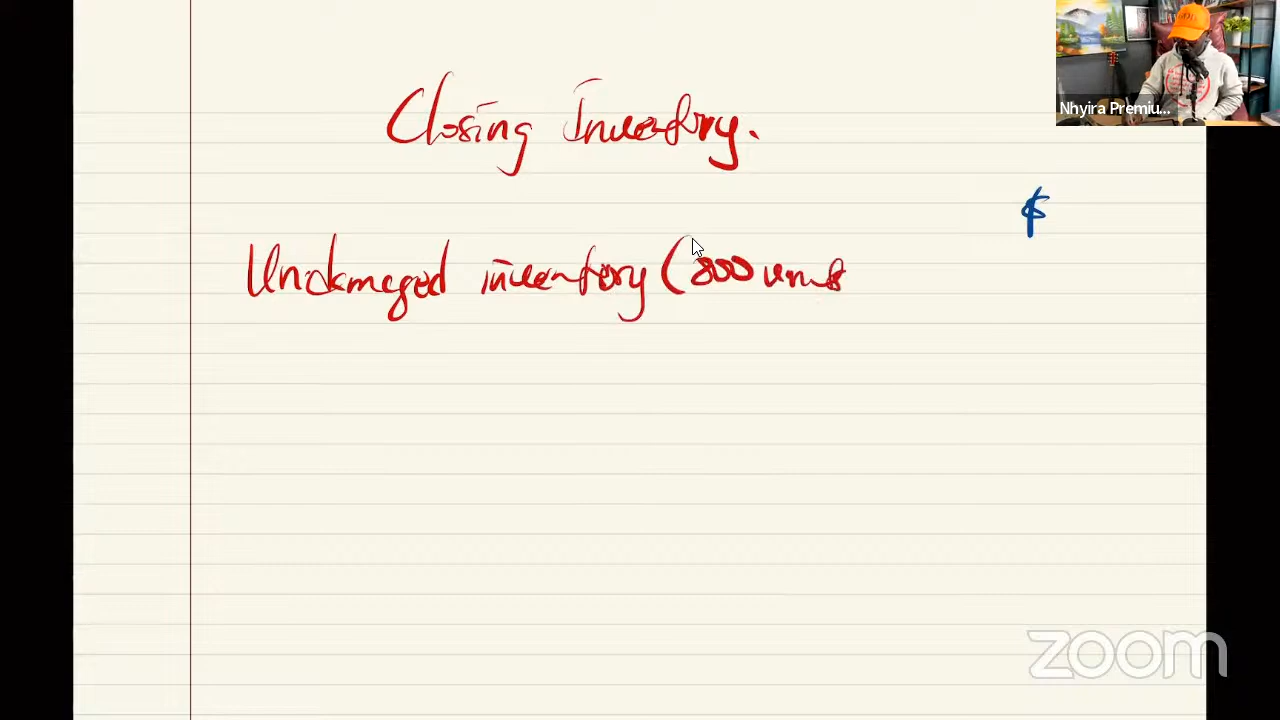 Closing Inventory.
Nhyira Premiu...
$
Undamaged inventory (800 units
zoom